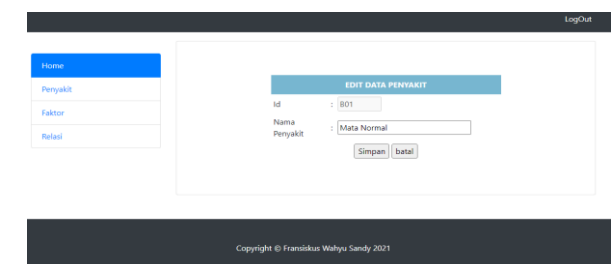 LogOut
Home
Penyakit
Faktor
Relasi
EDIT DATA PENYAKIT
Id : B01
Nama
Penyakit : Mata Normal
Simpan batal
Copyright © Fransiskus Wahyu Sandy 2021